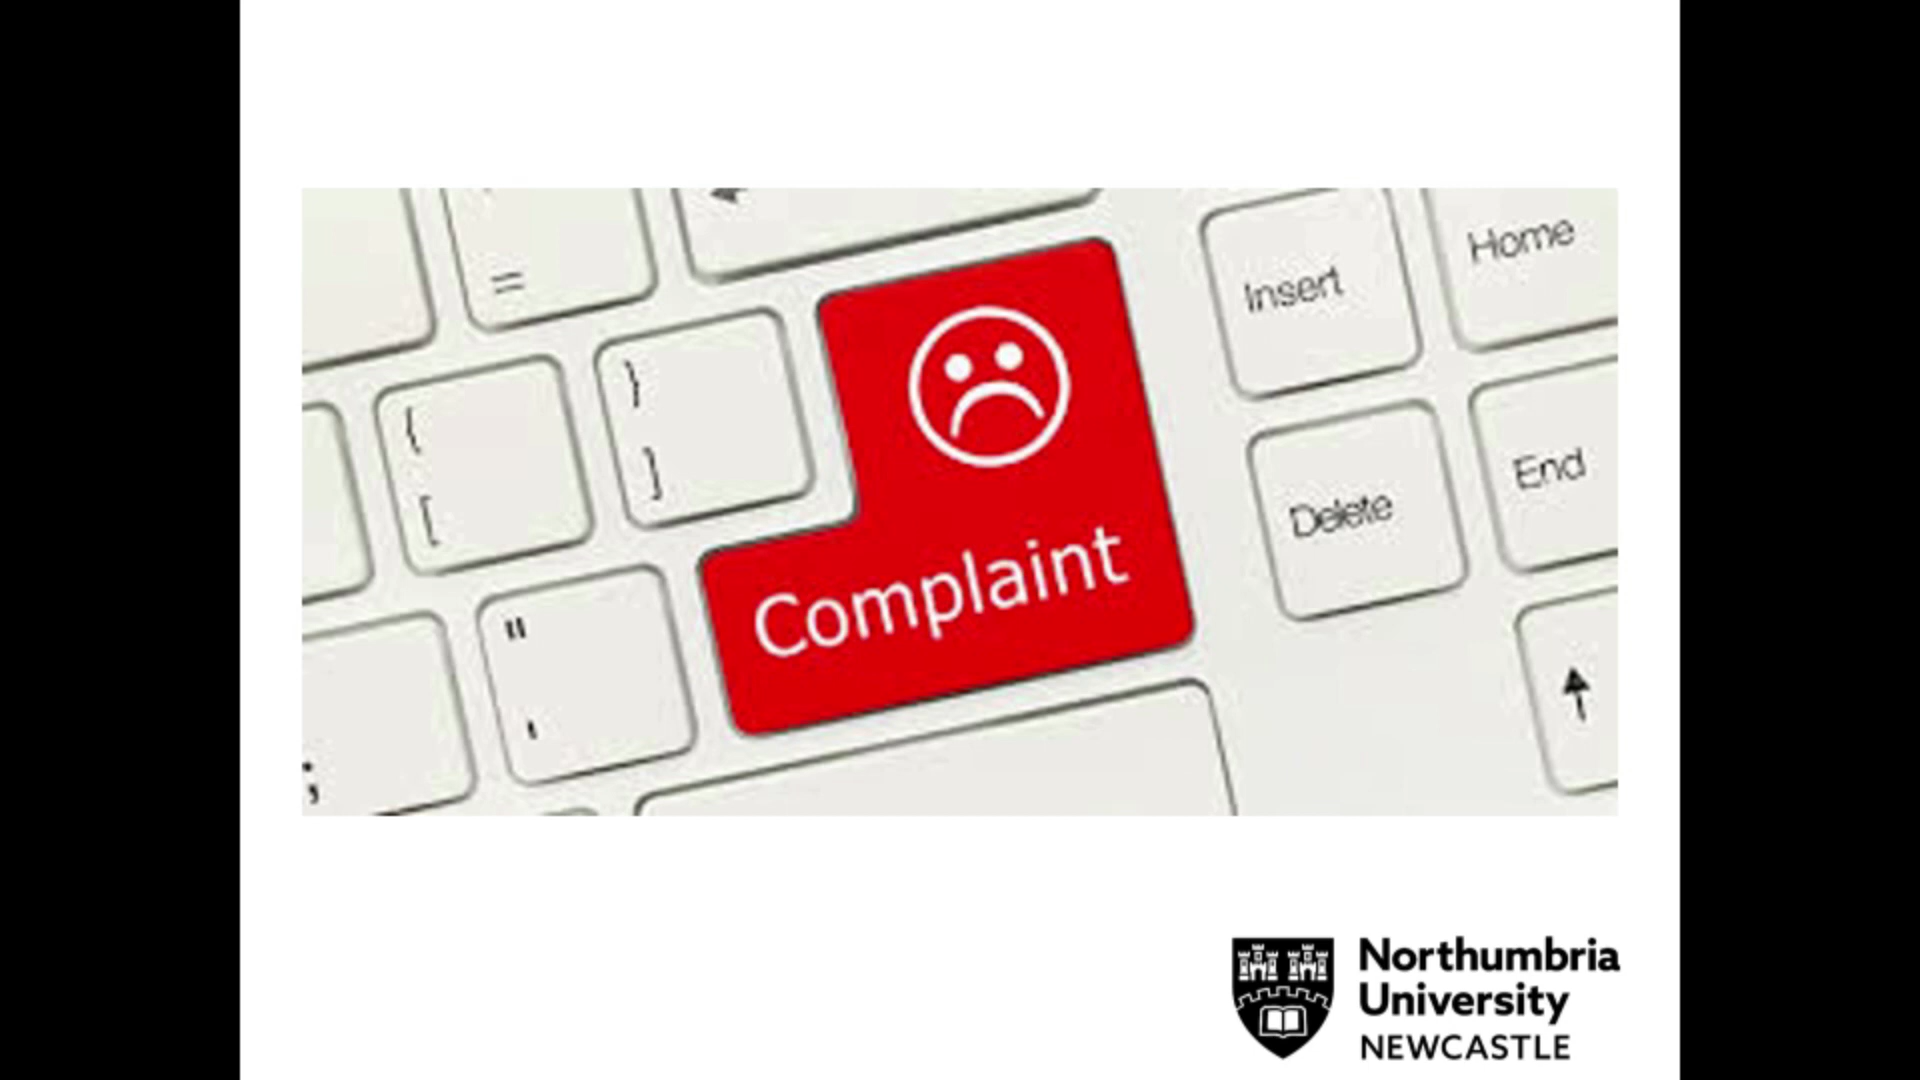 =
Home
Insert
{
[
}
]
Complaint
Delete
End
"
'
;
Northumbria
University
NEWCASTLE